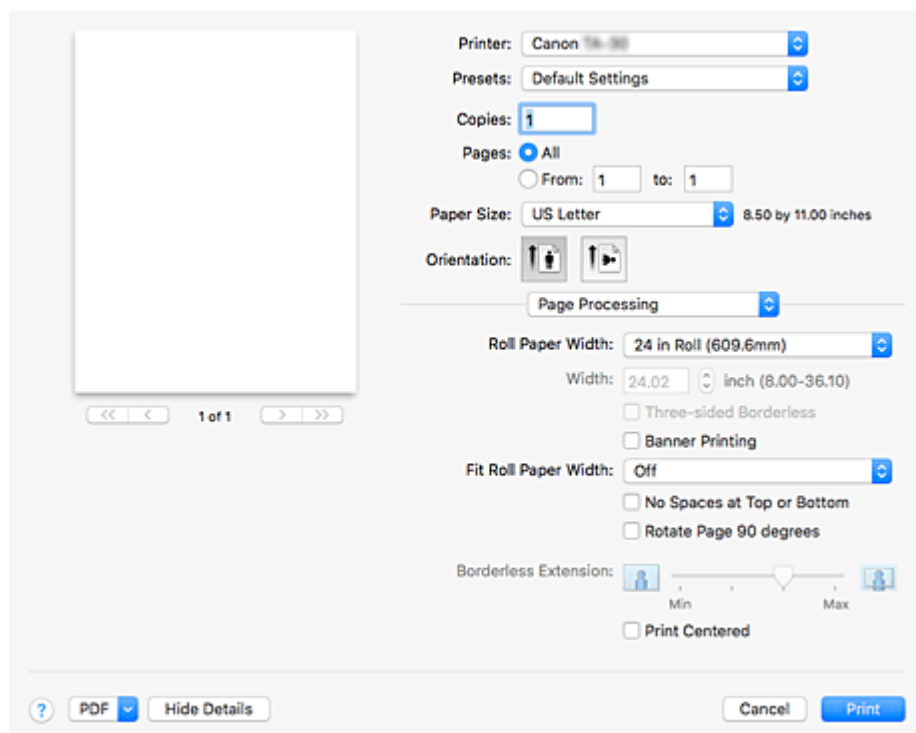 Printer: Canon
Presets: Default Settings
Copies: 1
Pages: All
From: 1 to: 1
Paper Size: US Letter 8.50 by 11.00 inches
Orientation:
Page Processing
Roll Paper Width: 24 in Roll (609.6mm)
Width: 24.02 inch (8.00-36.10)
Three-sided Borderless
1 of 1
Banner Printing
Fit Roll Paper Width: Off
No Spaces at Top or Bottom
Rotate Page 90 degrees
Borderless Extension:
Min Max
Print Centered
? PDF Hide Details Cancel Print